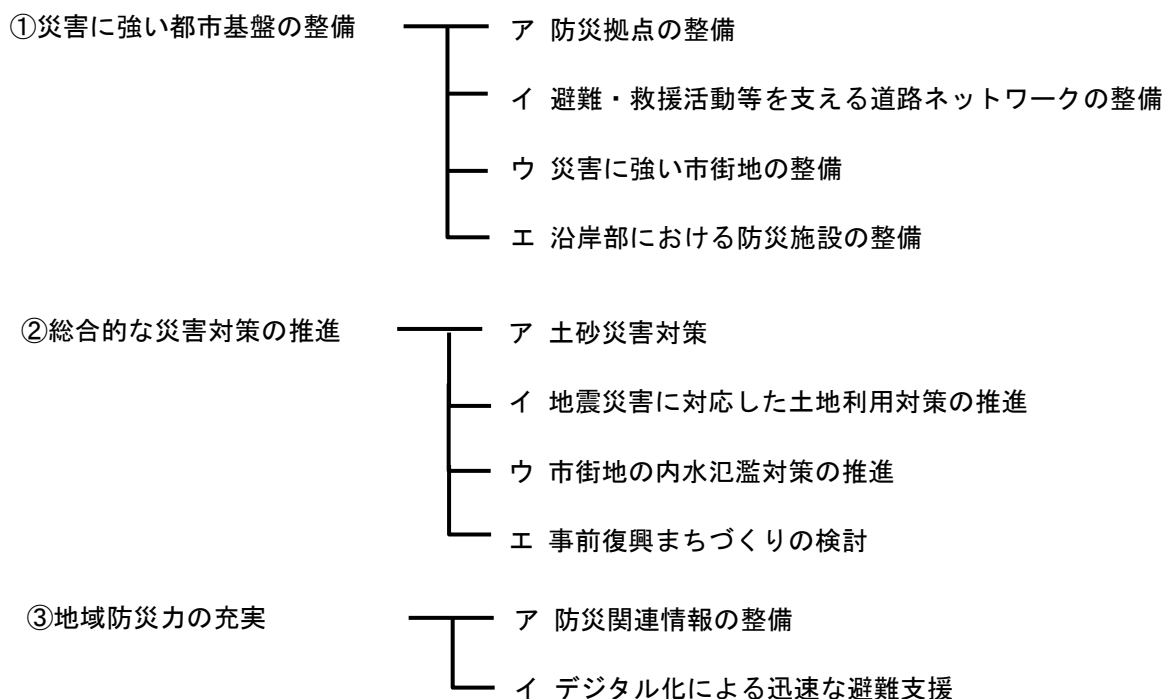 ①災害に強い都市基盤の整備
ア 防災拠点の整備
イ 避難・救援活動等を支える道路ネットワークの整備
ウ 災害に強い市街地の整備
エ 沿岸部における防災施設の整備
②総合的な災害対策の推進
ア 土砂災害対策
イ 地震災害に対応した土地利用対策の推進
ウ 市街地の内水氾濫対策の推進
エ 事前復興まちづくりの検討
③地域防災力の充実
ア 防災関連情報の整備
イ デジタル化による迅速な避難支援